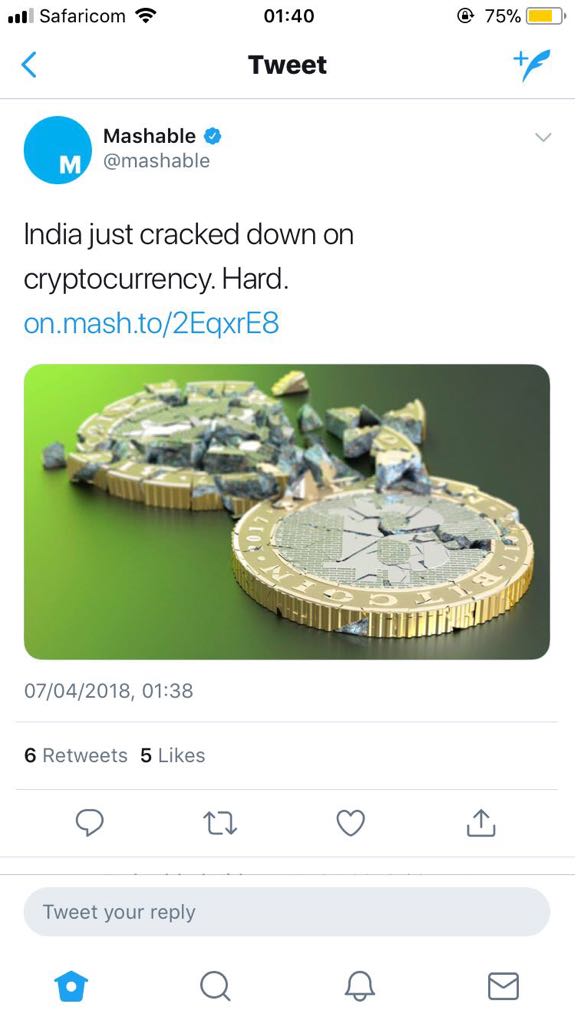 Safaricom 01:40 75%
Tweet
Mashable
M
@mashable
India just cracked down on
cryptocurrency. Hard.
on.mash.to/2EqxrE8
2017
BITCOIN
07/04/2018, 01:38
6 Retweets 5 Likes
Tweet your reply